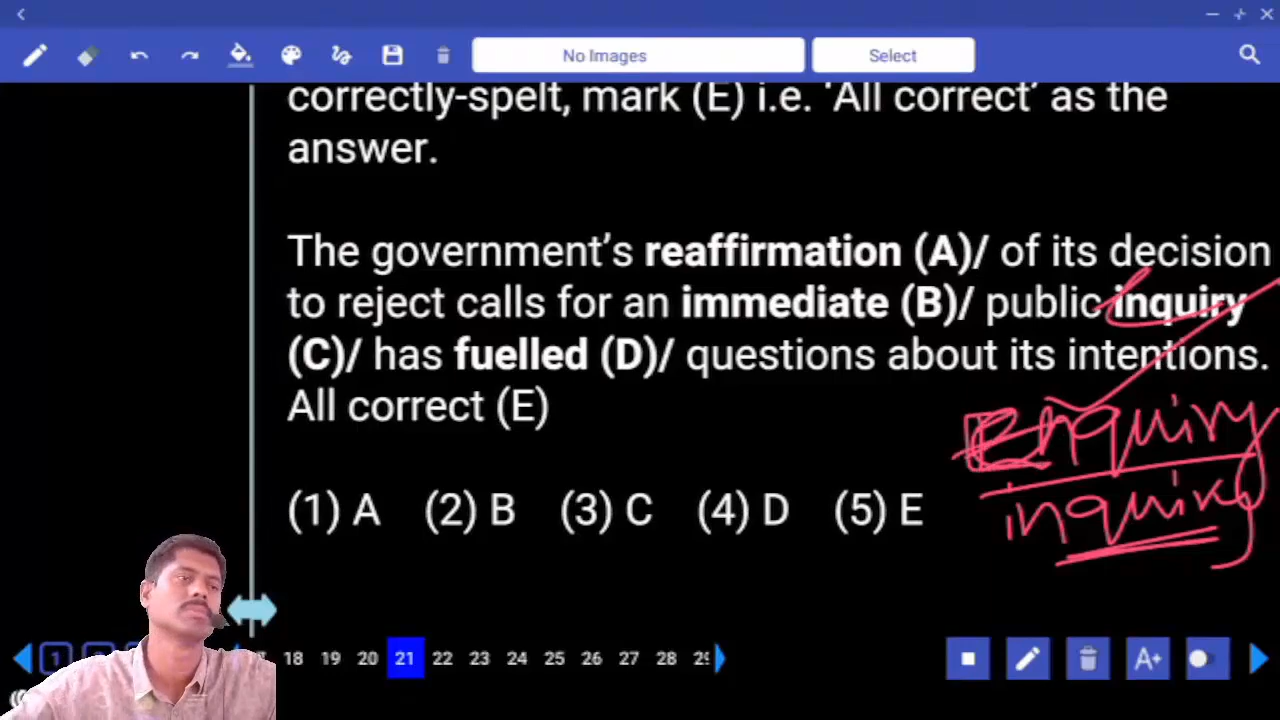 No Images
Select
correctly-spelt, mark (E) i.e. ‘All correct’ as the
answer.
The government’s reaffirmation (A)/ of its decision
to reject calls for an immediate (B)/ public inquiry
(C)/ has fuelled (D)/ questions about its intentions.
All correct (E)
Enquiry
inquiry
(1) A (2) B (3) C (4) D (5) E
18 19 20 21 22 23 24 25 26 27 28
A+